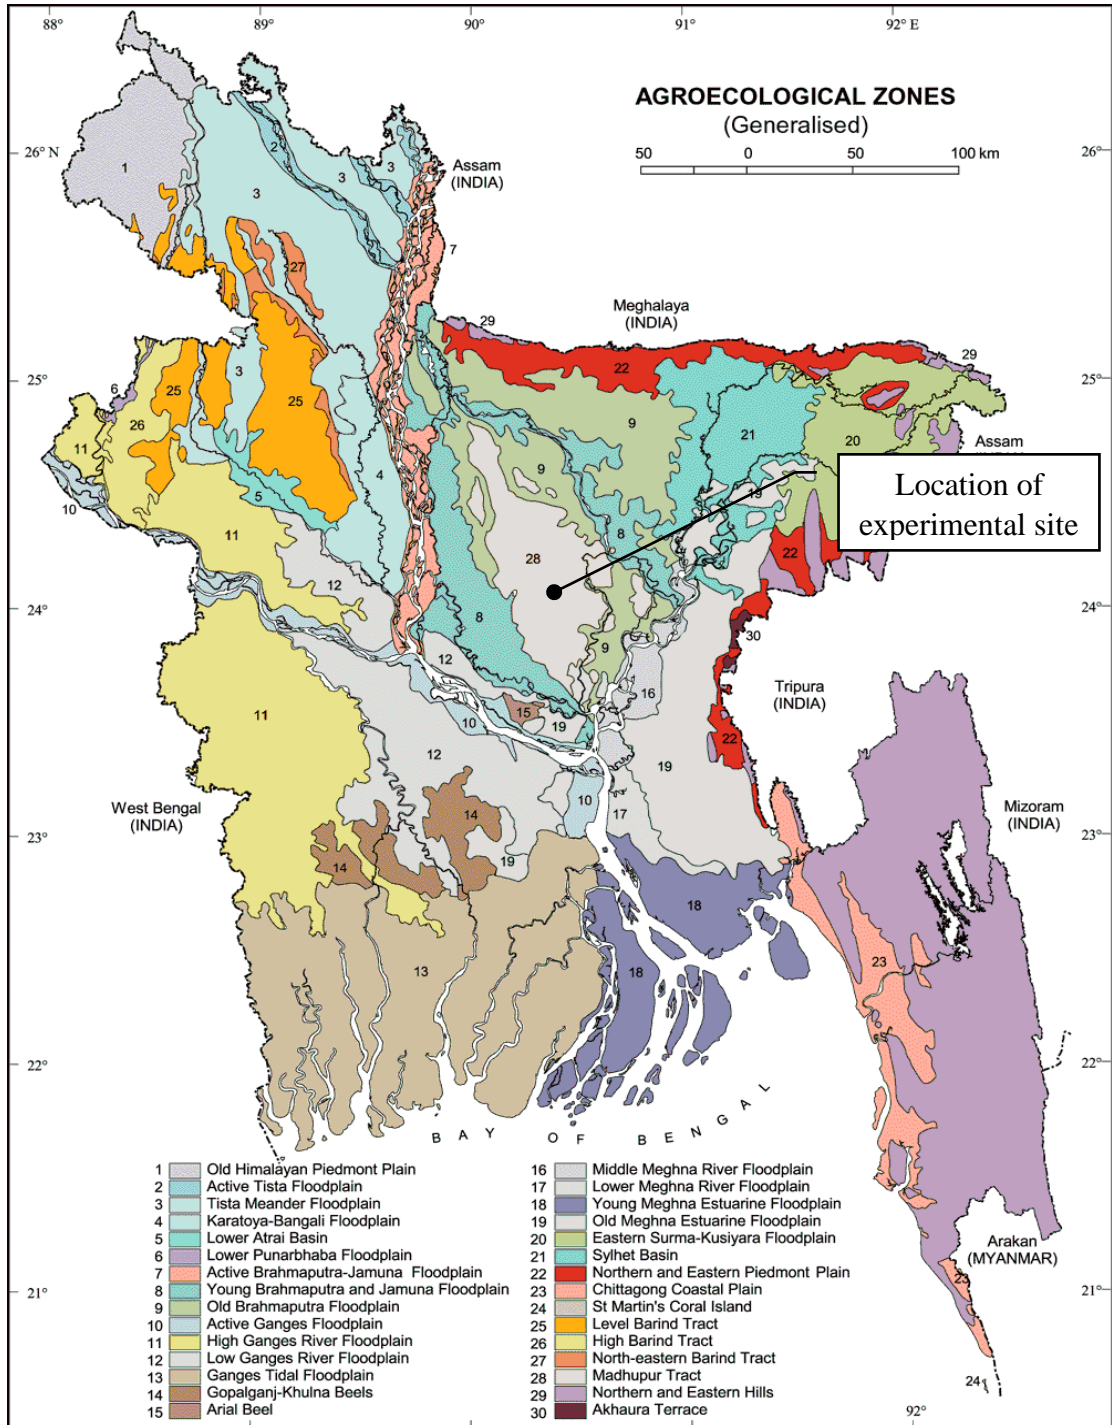 88°
89°
90°
91°
92° E
AGROECOLOGICAL ZONES
(Generalised)
50 0 50 100 km
26° N
26°
Assam
(INDIA)
2
3
1
3
3
7
27
Meghalaya
(INDIA)
29
29
22
25°
25°
3
6
25
25
26
9
21
20
11
Assam
9
4
5
10
19
Location of
experimental site
11
8
28
22
12
24°
24°
8
30
9
12
16
Tripura
(INDIA)
15
10
19
11
22
12
19
10
17
14
West Bengal
(INDIA)
Mizoram
(INDIA)
23°
23°
14
19
18
23
13
18
22°
22°
BAY OF BENGAL
1 Old Himalayan Piedmont Plain
2 Active Tista Floodplain
3 Tista Meander Floodplain
4 Karatoya-Bangali Floodplain
5 Lower Atrai Basin
6 Lower Punarbhaba Floodplain
7 Active Brahmaputra-Jamuna Floodplain
8 Young Brahmaputra and Jamuna Floodplain
9 Old Brahmaputra Floodplain
10 Active Ganges Floodplain
11 High Ganges River Floodplain
12 Low Ganges River Floodplain
13 Ganges Tidal Floodplain
14 Gopalganj-Khulna Beels
15 Arial Beel
16 Middle Meghna River Floodplain
17 Lower Meghna River Floodplain
18 Young Meghna Estuarine Floodplain
19 Old Meghna Estuarine Floodplain
20 Eastern Surma-Kusiyara Floodplain
21 Sylhet Basin
22 Northern and Eastern Piedmont Plain
23 Chittagong Coastal Plain
24 St Martin's Coral Island
25 Level Barind Tract
26 High Barind Tract
27 North-eastern Barind Tract
28 Madhupur Tract
29 Northern and Eastern Hills
30 Akhaura Terrace
Arakan
(MYANMAR)
23
21°
21°
24
92°